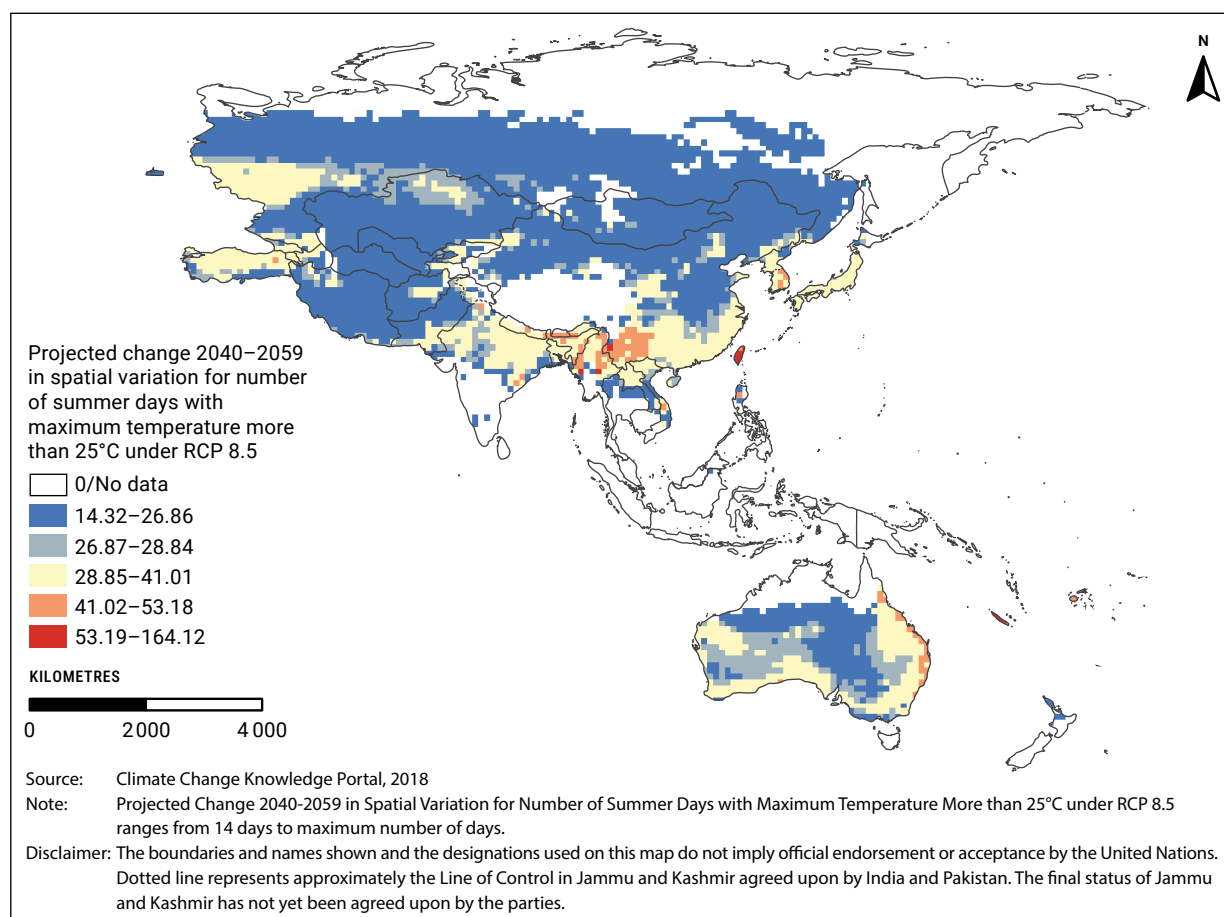 N
Projected change 2040–2059
in spatial variation for number
of summer days with
maximum temperature more
than 25°C under RCP 8.5
0/No data
14.32–26.86
26.87–28.84
28.85–41.01
41.02–53.18
53.19–164.12
KILOMETRES
0 2 000 4 000
Source: Climate Change Knowledge Portal, 2018
Note: Projected Change 2040-2059 in Spatial Variation for Number of Summer Days with Maximum Temperature More than 25°C under RCP 8.5
ranges from 14 days to maximum number of days.
Disclaimer: The boundaries and names shown and the designations used on this map do not imply official endorsement or acceptance by the United Nations.
Dotted line represents approximately the Line of Control in Jammu and Kashmir agreed upon by India and Pakistan. The final status of Jammu
and Kashmir has not yet been agreed upon by the parties.